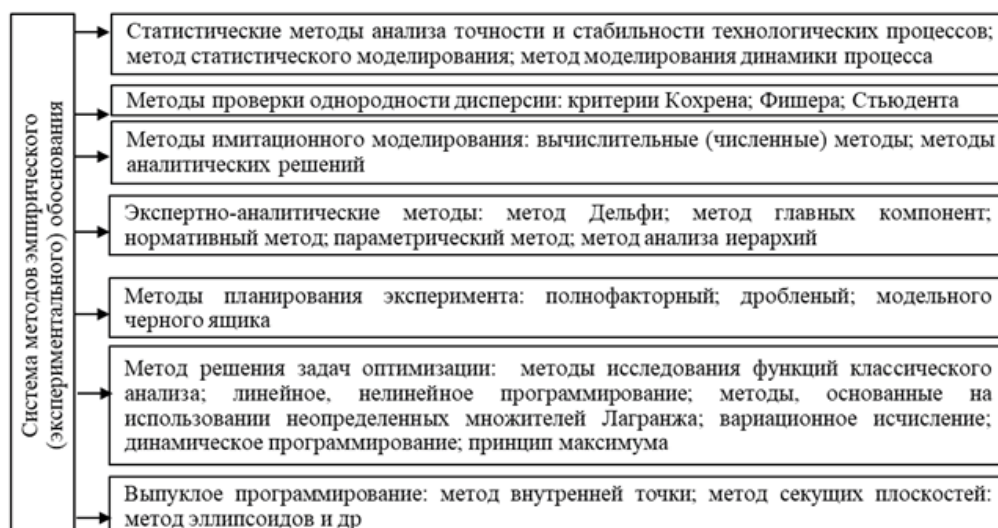 Система методов эмпирического
(экспериментального) обоснования
Статистические методы анализа точности и стабильности технологических процессов;
метод статистического моделирования; метод моделирования динамики процесса
Методы проверки однородности дисперсии: критерии Кохрена; Фишера; Стьюдента
Методы имитационного моделирования: вычислительные (численные) методы; методы
аналитических решений
Экспертно-аналитические методы: метод Дельфи; метод главных компонент;
нормативный метод; параметрический метод; метод анализа иерархий
Методы планирования эксперимента: полнофакторный; дробленый; модельного
черного ящика
Метод решения задач оптимизации: методы исследования функций классического
анализа; линейное, нелинейное программирование; методы, основанные на
использовании неопределенных множителей Лагранжа; вариационное исчисление;
динамическое программирование; принцип максимума
Выпуклое программирование: метод внутренней точки; метод секущих плоскостей:
метод эллипсоидов и др